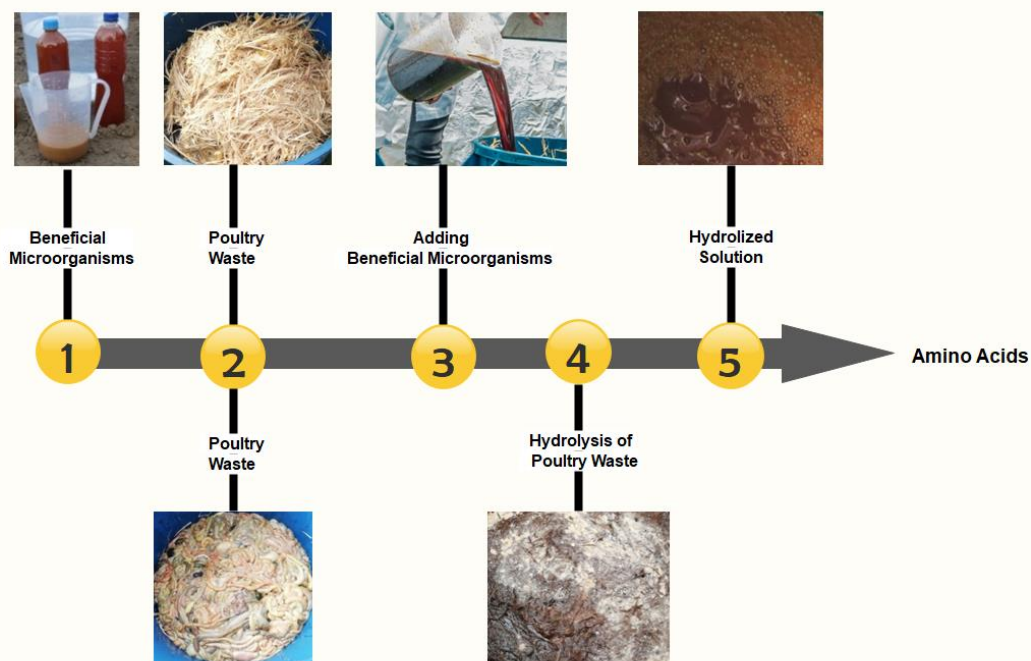 Beneficial
Microorganisms
Poultry
Waste
Adding
Beneficial Microorganisms
Hydrolized
Solution
1
2
3
4
5
Amino Acids
Poultry
Waste
Hydrolysis of
Poultry Waste